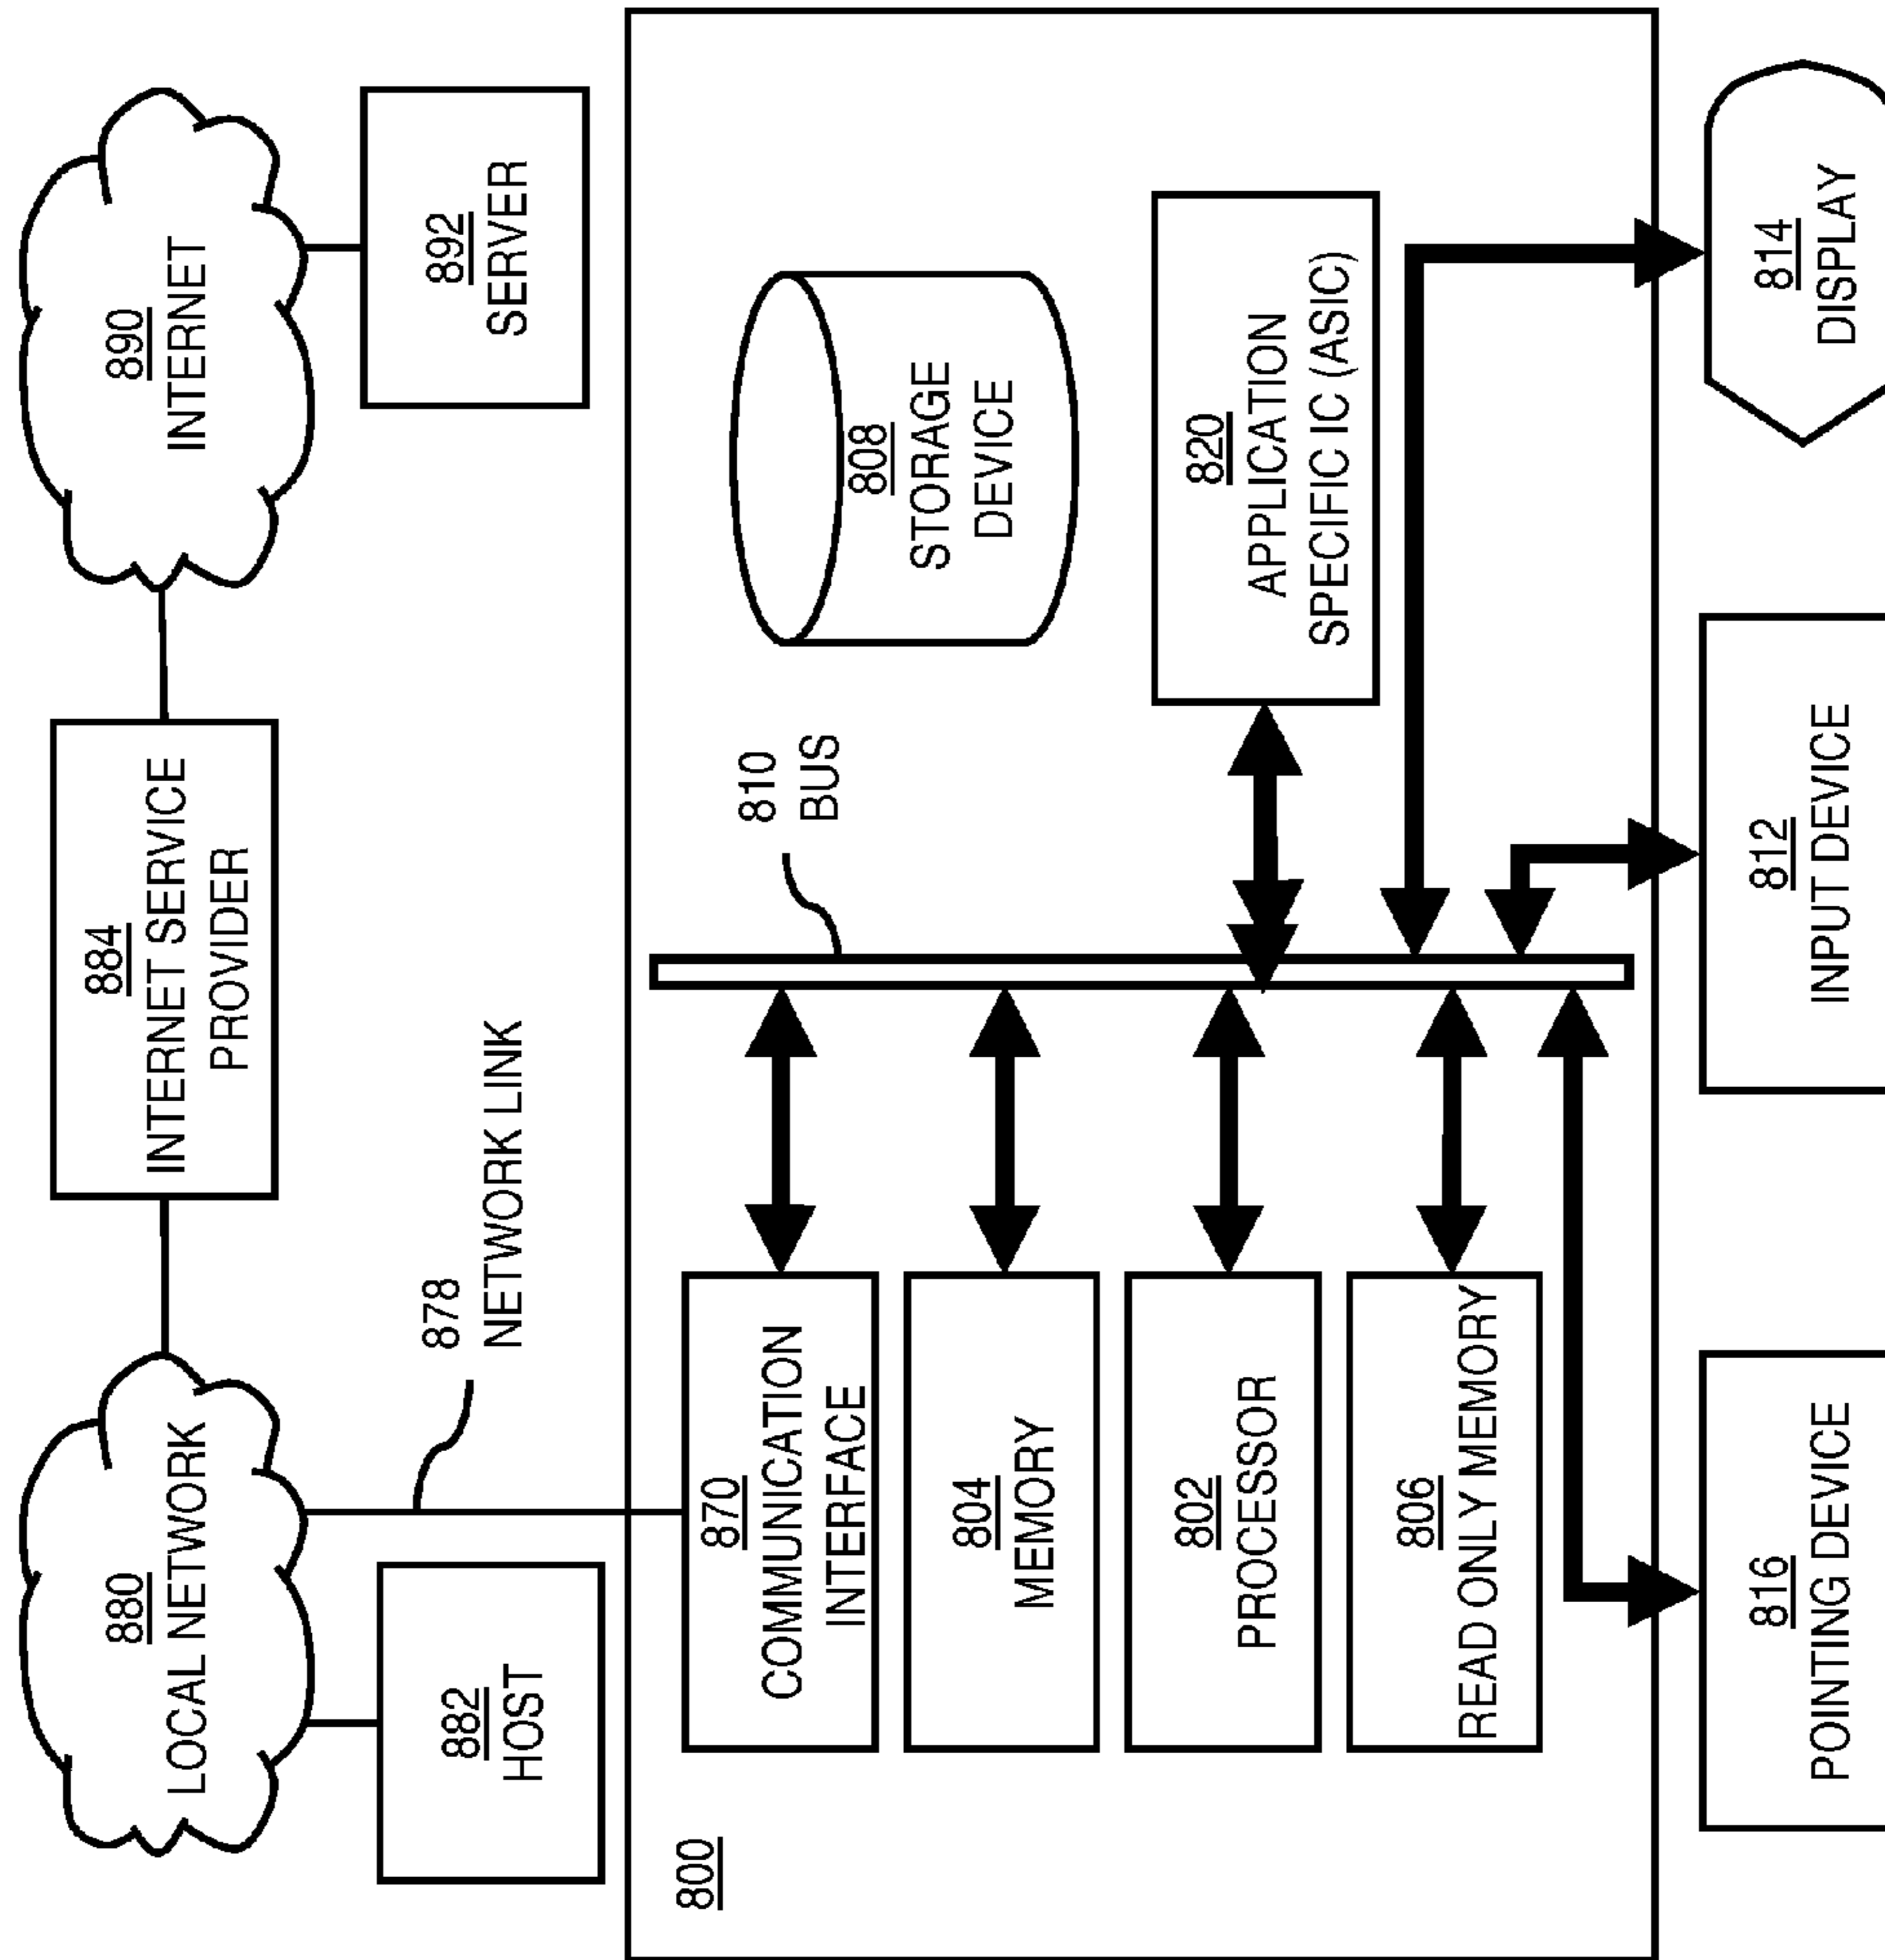 880
LOCAL NETWORK
884
INTERNET SERVICE
PROVIDER
890
INTERNET
882
HOST
878
NETWORK LINK
892
SERVER
800
870
COMMUNICATION
INTERFACE
810
BUS
808
STORAGE
DEVICE
804
MEMORY
802
PROCESSOR
820
APPLICATION
SPECIFIC IC (ASIC)
806
READ ONLY MEMORY
816
POINTING DEVICE
812
INPUT DEVICE
814
DISPLAY